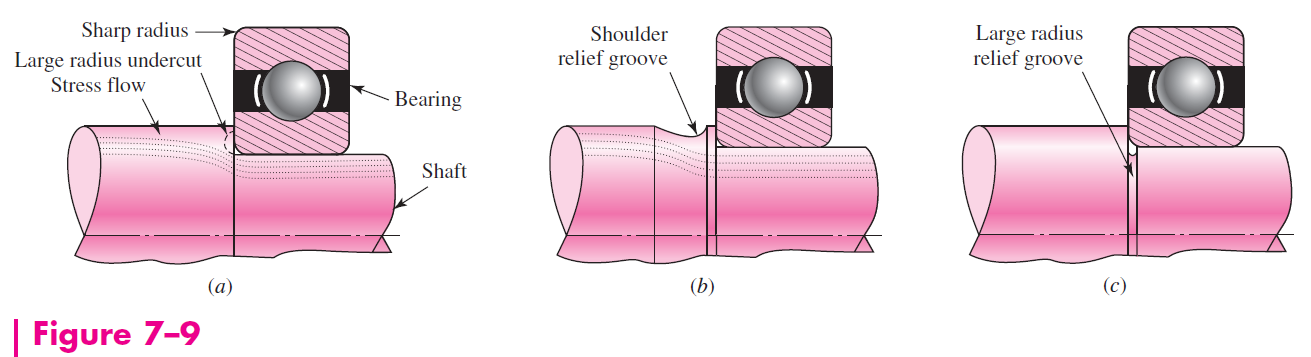 Sharp radius
Large radius undercut
Stress flow
Bearing
Shaft
(a)
Shoulder
relief groove
(b)
Large radius
relief groove
(c)
Figure 7–9